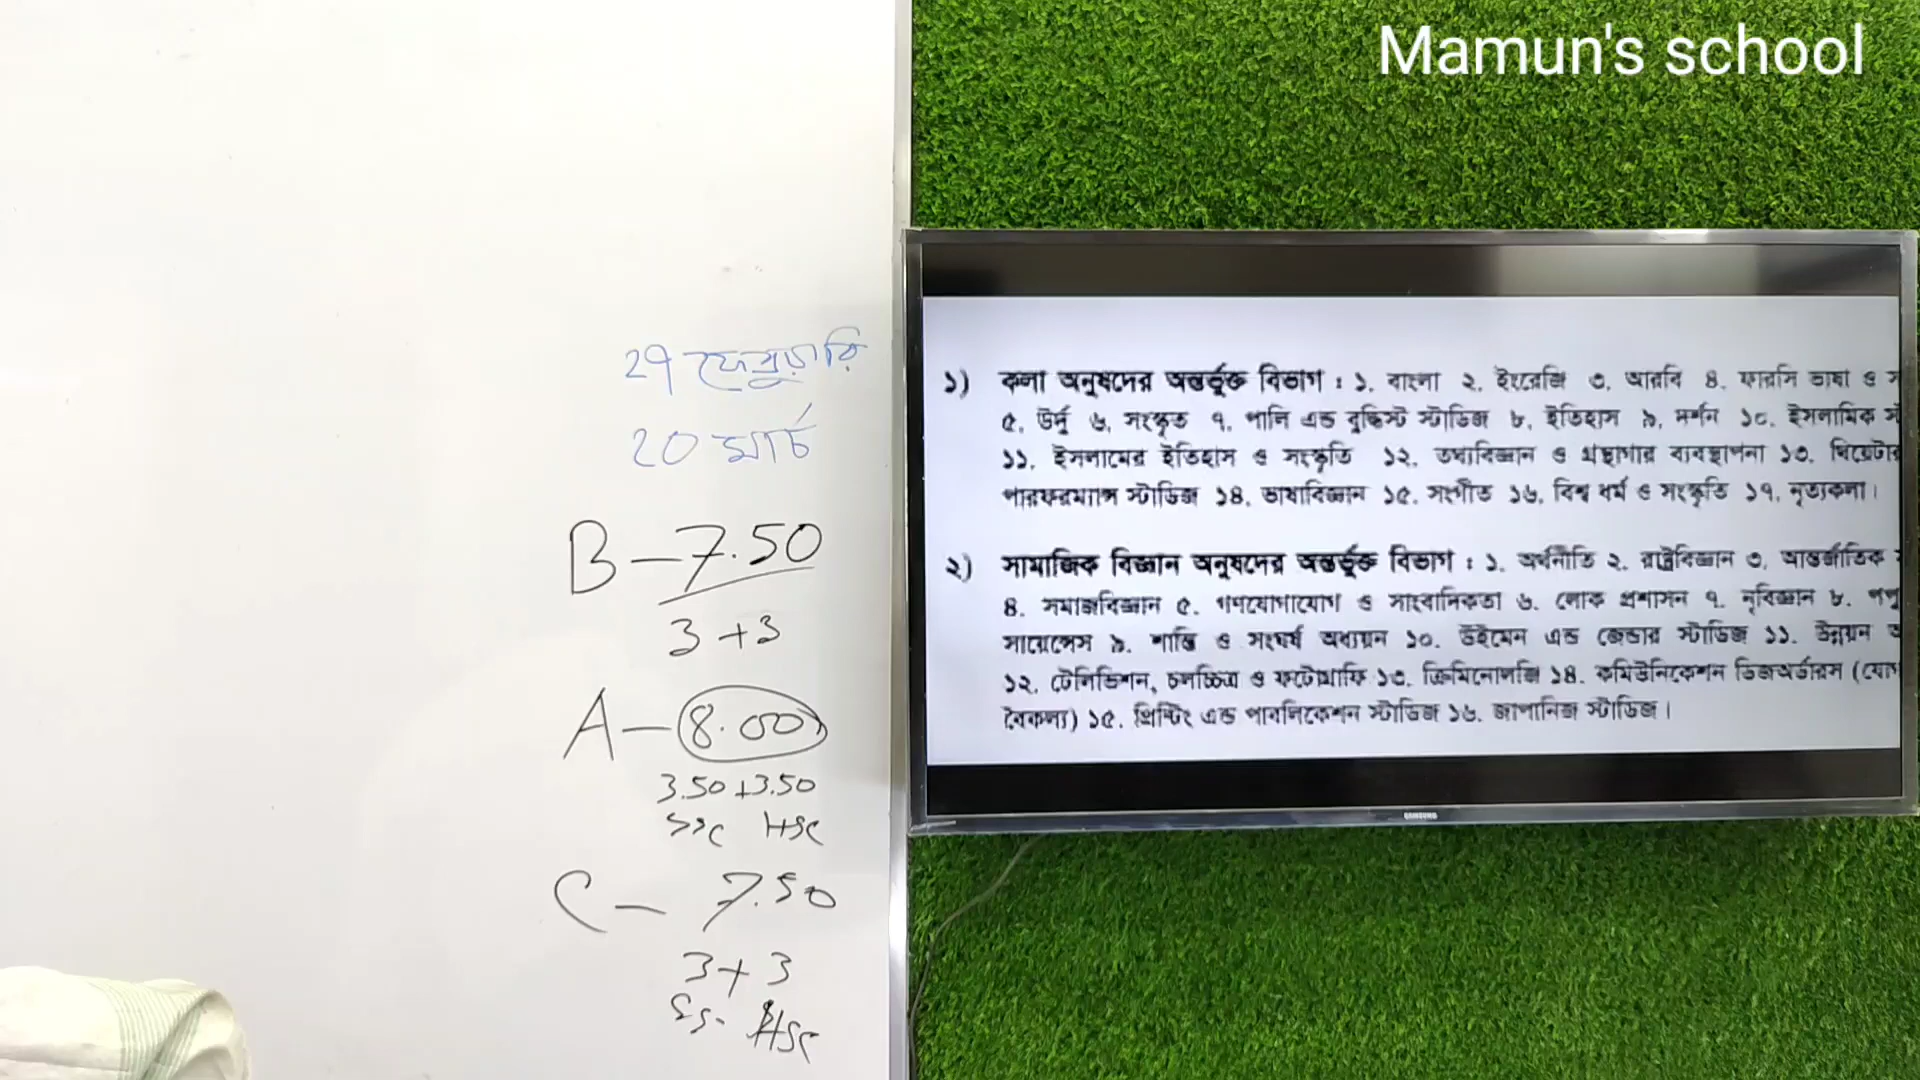 Mamun's school
২৭ ফেব্রুয়ারি
২০ মার্চ
B – 7.50
3 + 3
A – 8.00
3.50 + 3.50
SSC HSC
C – 7.50
3 + 3
HSC
১) কলা অনুষদের অন্তর্ভুক্ত বিভাগ : ১. বাংলা ২. ইংরেজি ৩. আরবি ৪. ফারসি ভাষা ও
৫. উর্দু ৬. সংস্কৃত ৭. পালি এন্ড বুদ্ধিস্ট স্টাডিজ ৮. ইতিহাস ৯. দর্শন ১০. ইসলামিক
১১. ইসলামের ইতিহাস ও সংস্কৃতি ১২. তথ্যবিজ্ঞান ও গ্রন্থাগার ব্যবস্থাপনা ১৩. থিয়েটার
পারফরম্যান্স স্টাডিজ ১৪. ভাষাবিজ্ঞান ১৫. সংগীত ১৬. বিশ্ব ধর্ম ও সংস্কৃতি ১৭. নৃত্যকলা।
২) সামাজিক বিজ্ঞান অনুষদের অন্তর্ভুক্ত বিভাগ : ১. অর্থনীতি ২. রাষ্ট্রবিজ্ঞান ৩. আন্তর্জাতিক
৪. সমাজবিজ্ঞান ৫. গণযোগাযোগ ও সাংবাদিকতা ৬. লোক প্রশাসন ৭. নৃবিজ্ঞান ৮.
সায়েন্সেস ৯. শান্তি ও সংঘর্ষ অধ্যয়ন ১০. উইমেন এন্ড জেন্ডার স্টাডিজ ১১. উন্নয়ন
১২. টেলিভিশন, চলচ্চিত্র ও ফটোগ্রাফি ১৩. ক্রিমিনোলজি ১৪. কমিউনিকেশন ডিজঅর্ডারস
বৈকল্য) ১৫. প্রিন্টিং এন্ড পাবলিকেশন স্টাডিজ ১৬. জাপানিজ স্টাডিজ।
SAMSUNG